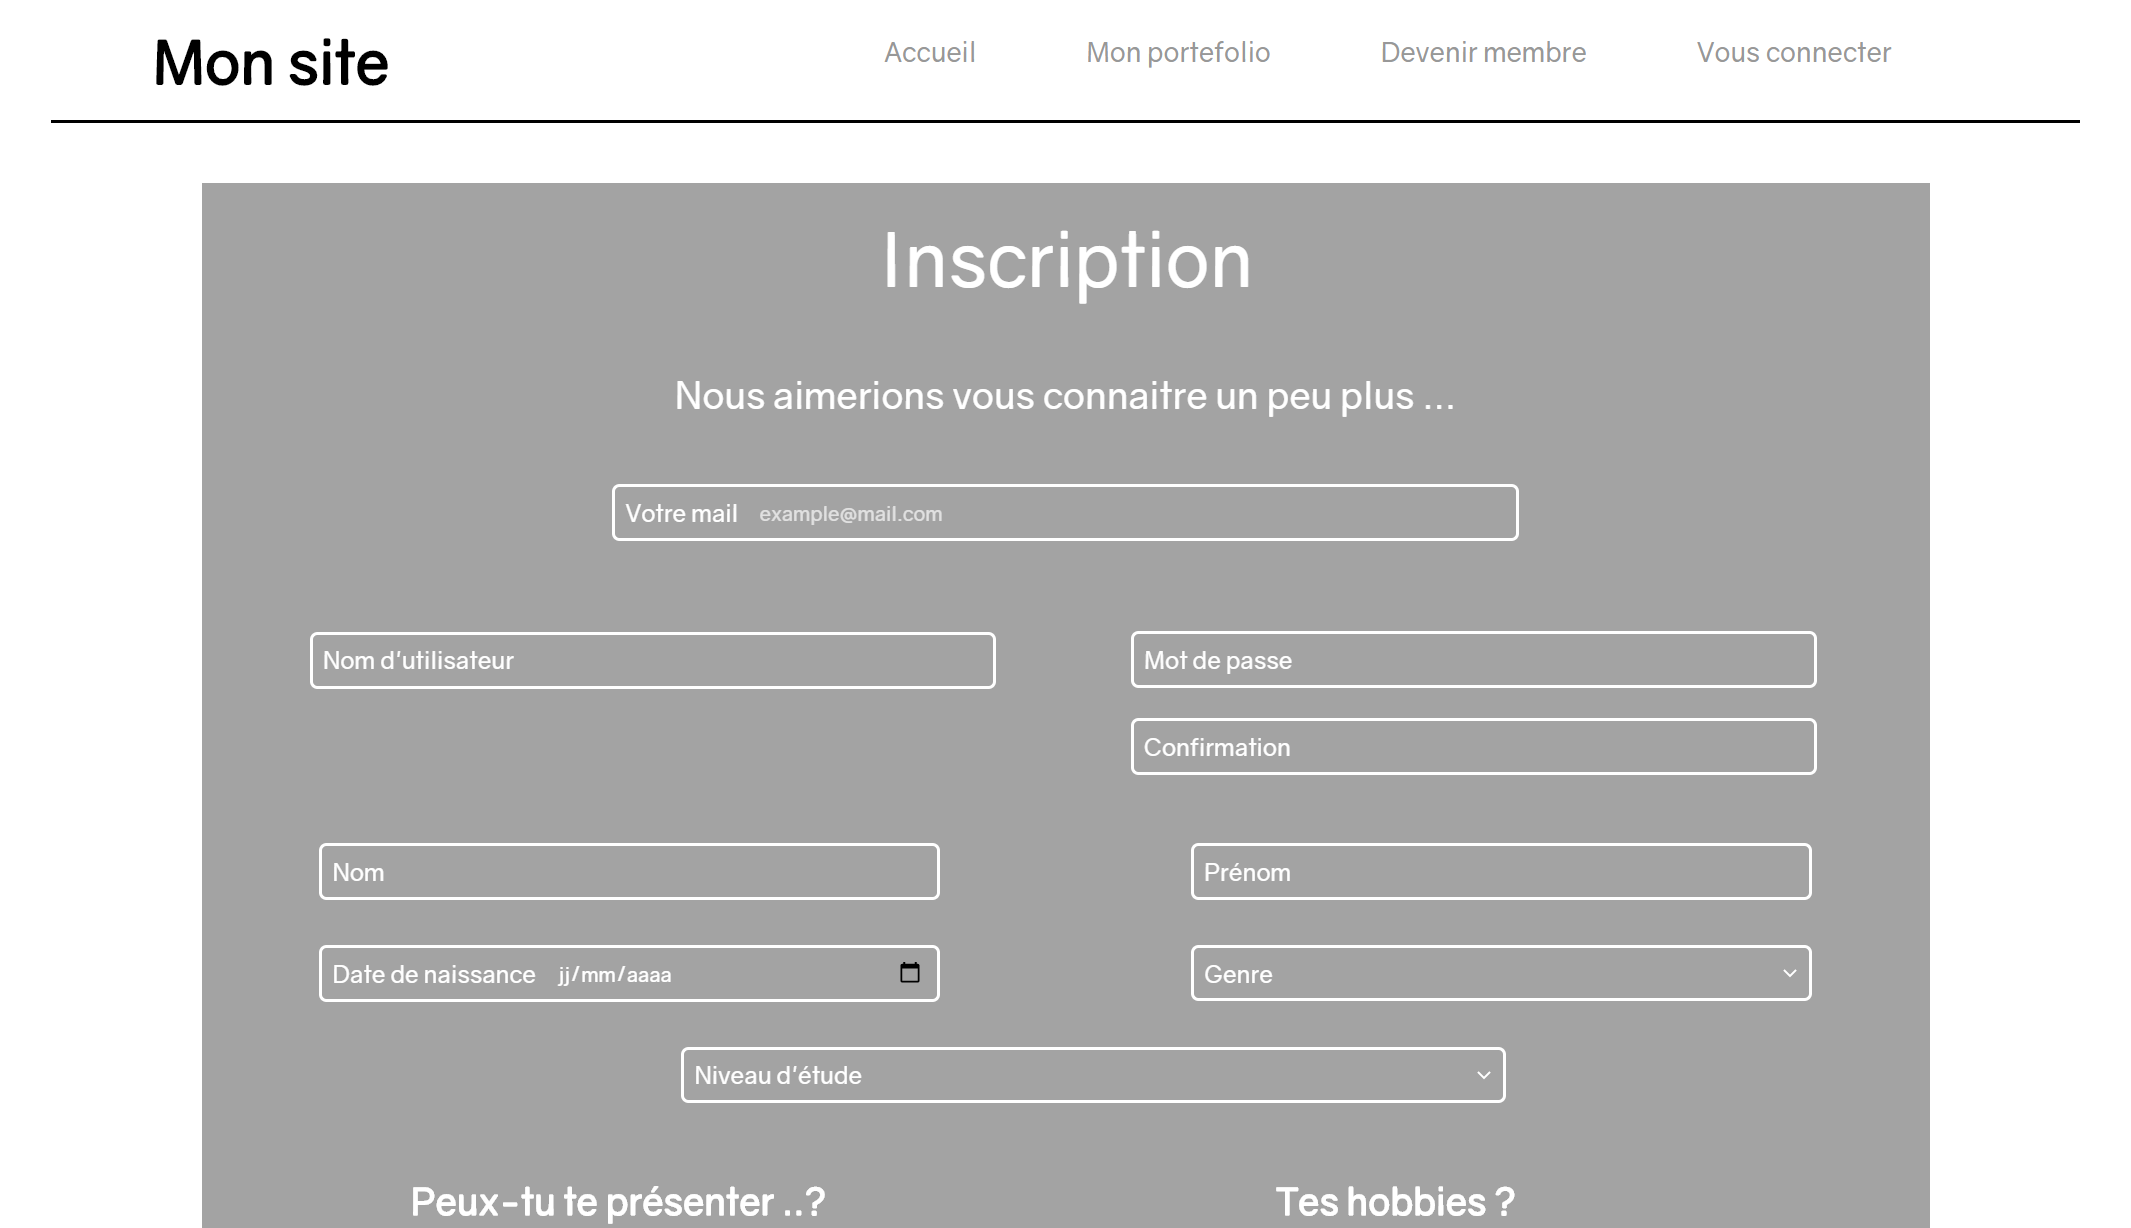 Mon site
Accueil Mon portefolio Devenir membre Vous connecter
Inscription
Nous aimerions vous connaitre un peu plus ...
Votre mail example@mail.com
Nom d'utilisateur Mot de passe
Confirmation
Nom Prénom
Date de naissance jj/mm/aaaa Genre
Niveau d'étude
Peux-tu te présenter ..? Tes hobbies ?